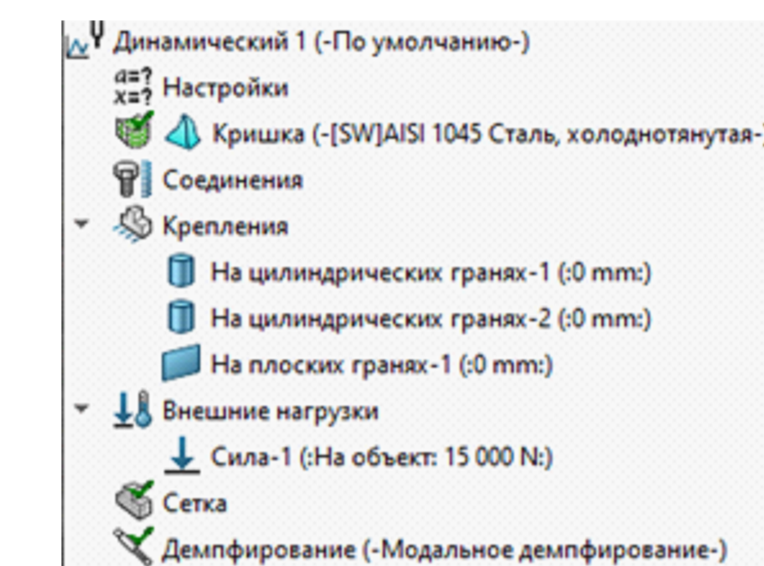 Динамический 1 (-По умолчанию-)
a=?
x=?
Настройки
Кришка (-[SW]AISI 1045 Сталь, холоднотянутая-)
Соединения
Крепления
На цилиндрических гранях-1 (:0 mm:)
На цилиндрических гранях-2 (:0 mm:)
На плоских гранях-1 (:0 mm:)
Внешние нагрузки
Сила-1 (:На объект: 15 000 N:)
Сетка
Демпфирование (-Модальное демпфирование-)